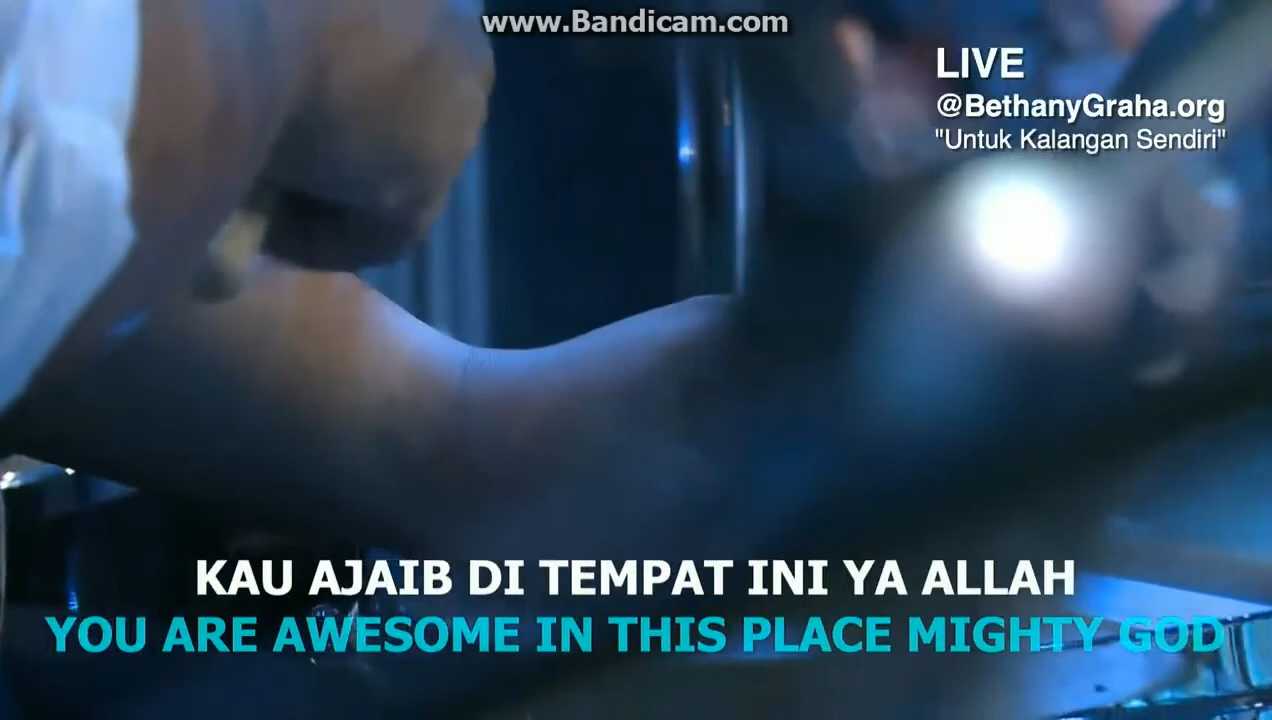 www.Bandicam.com
LIVE
@BethanyGraha.org
"Untuk Kalangan Sendiri"
KAU AJAIB DI TEMPAT INI YA ALLAH
YOU ARE AWESOME IN THIS PLACE MIGHTY GOD